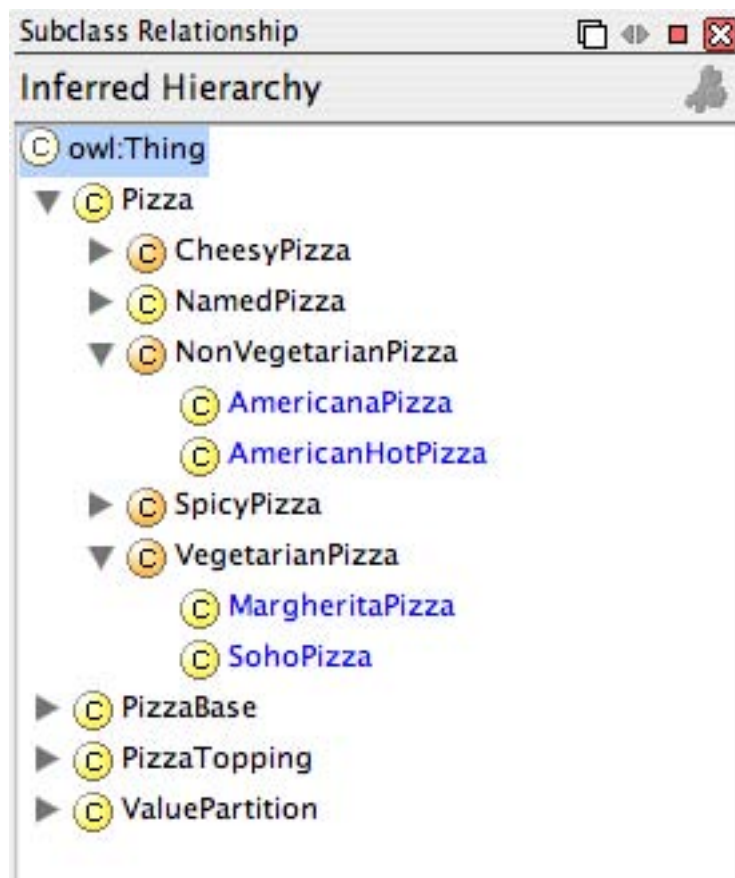 Subclass Relationship
Inferred Hierarchy
C owl:Thing
C Pizza
C CheesyPizza
C NamedPizza
C NonVegetarianPizza
C AmericanaPizza
C AmericanHotPizza
C SpicyPizza
C VegetarianPizza
C MargheritaPizza
C SohoPizza
C PizzaBase
C PizzaTopping
C ValuePartition